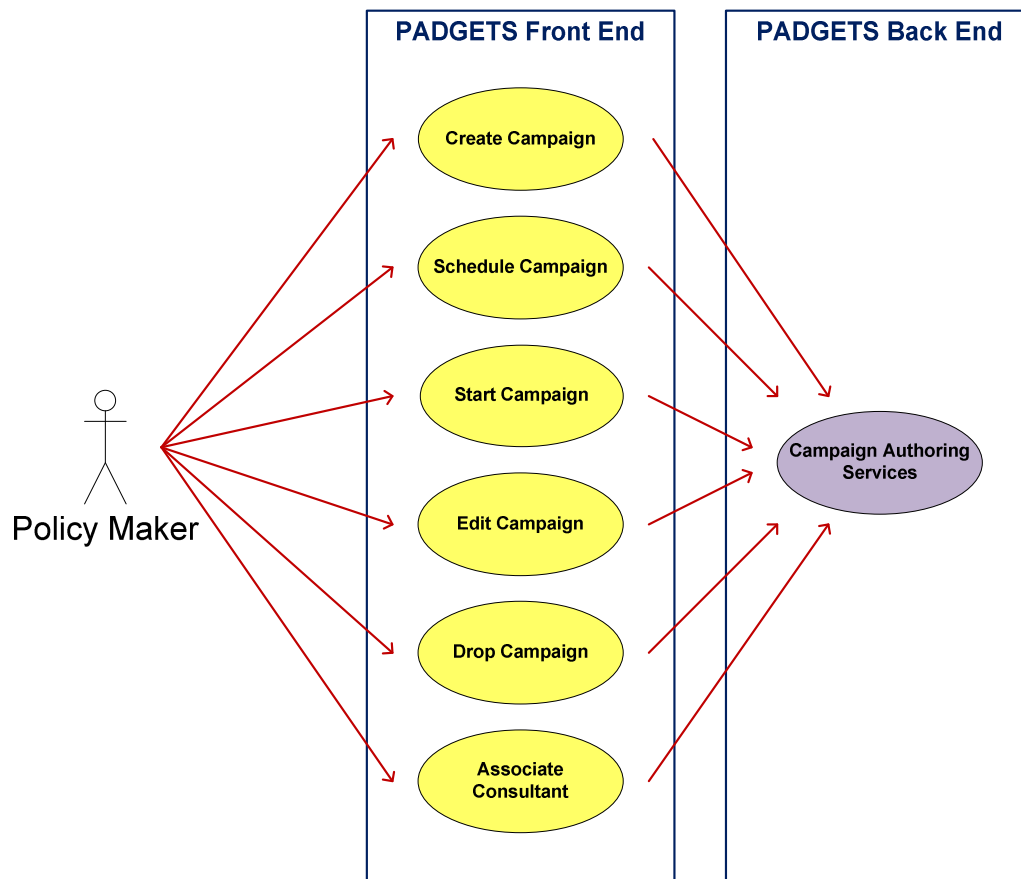 PADGETS Front End
PADGETS Back End
Create Campaign
Schedule Campaign
Start Campaign
Campaign Authoring
Services
Policy Maker
Edit Campaign
Drop Campaign
Associate
Consultant